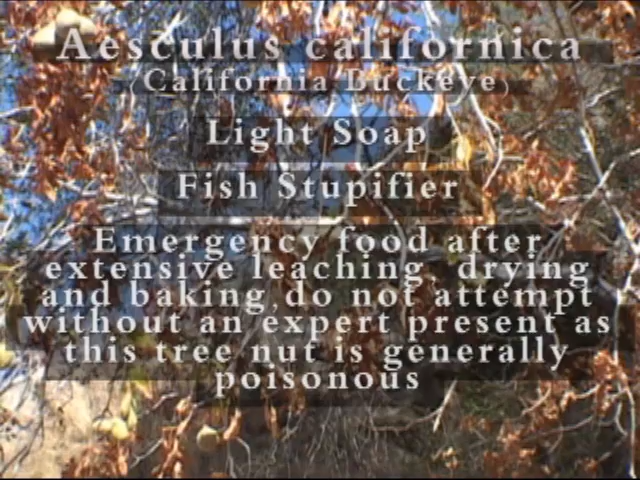 Aesculus californica
(California Buckeye)
Light Soap
Fish Stupifier
Emergency food after
extensive leaching, drying
and baking,do not attempt
without an expert present as
this tree nut is generally
poisonous